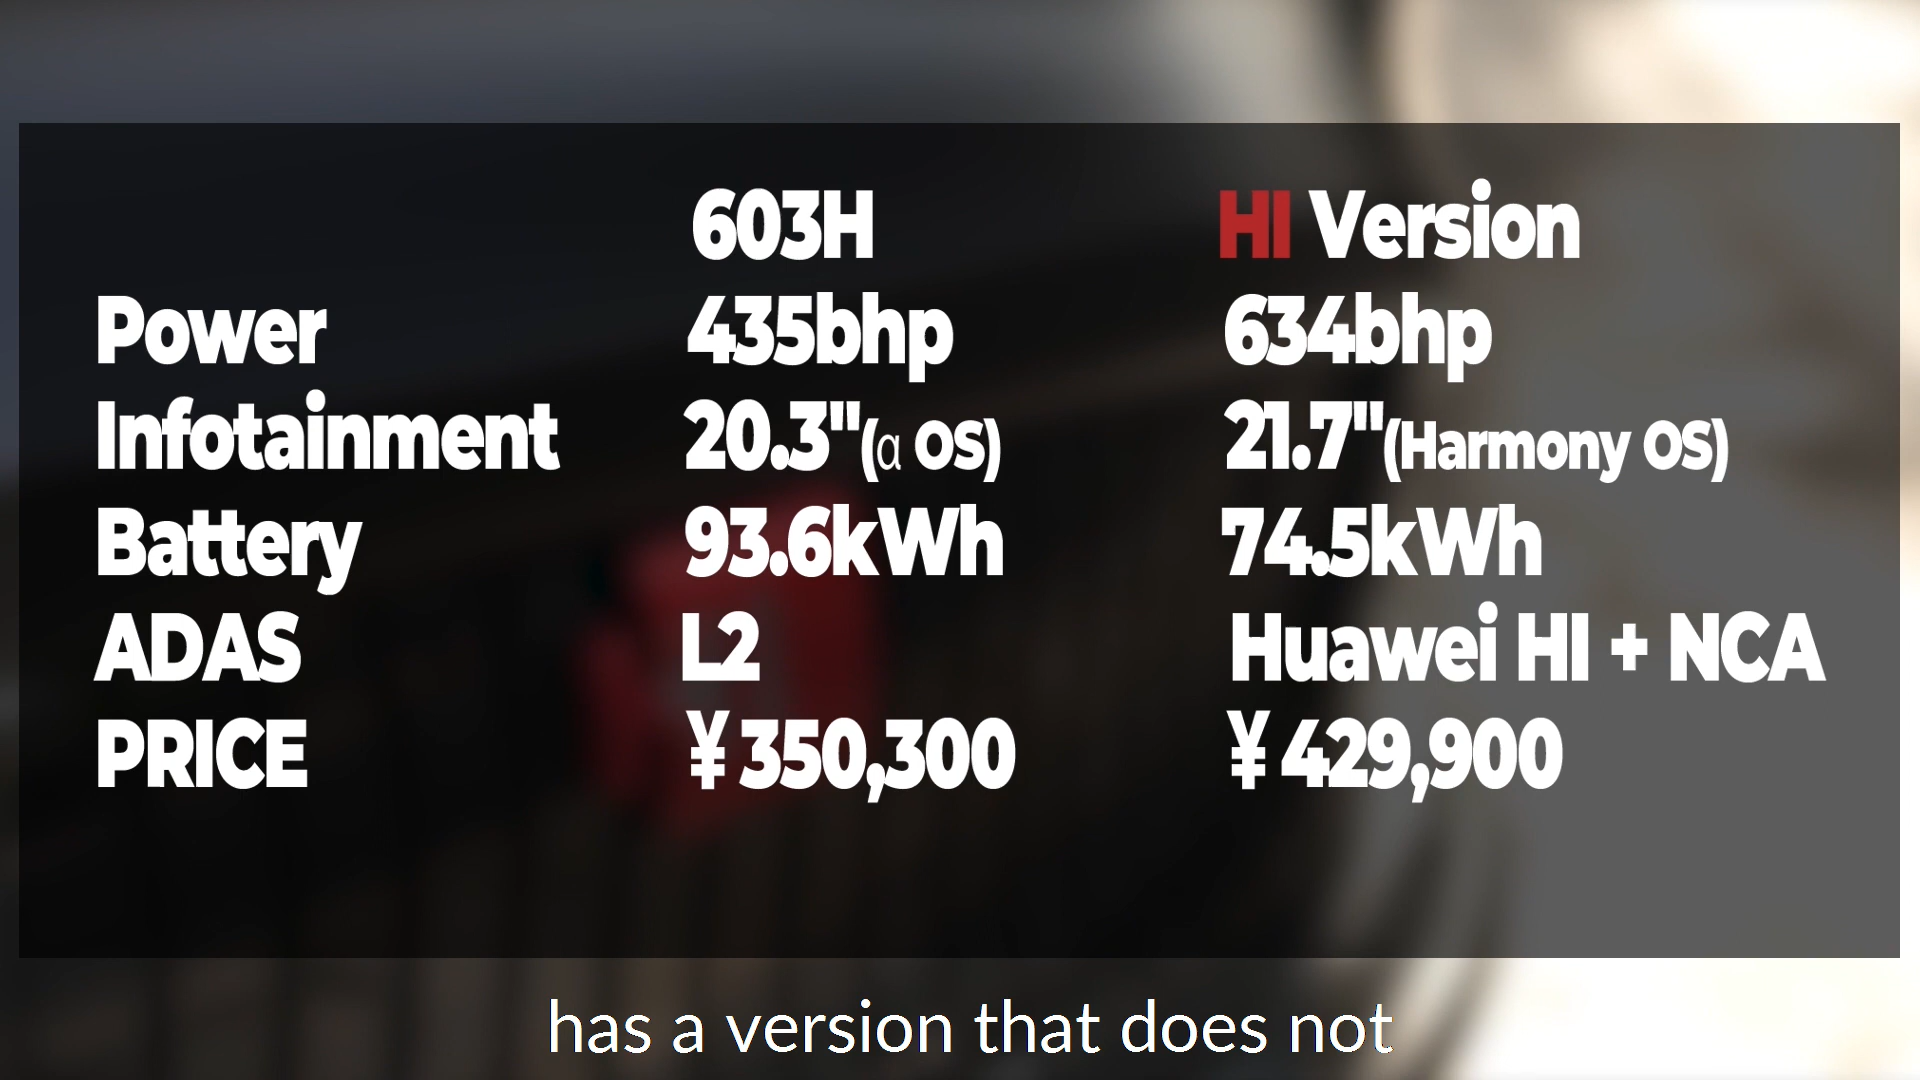 603H HI Version
Power 435bhp 634bhp
Infotainment 20.3"(α OS) 21.7"(Harmony OS)
Battery 93.6kWh 74.5kWh
ADAS L2 Huawei HI + NCA
PRICE ¥350,300 ¥429,900
has a version that does not